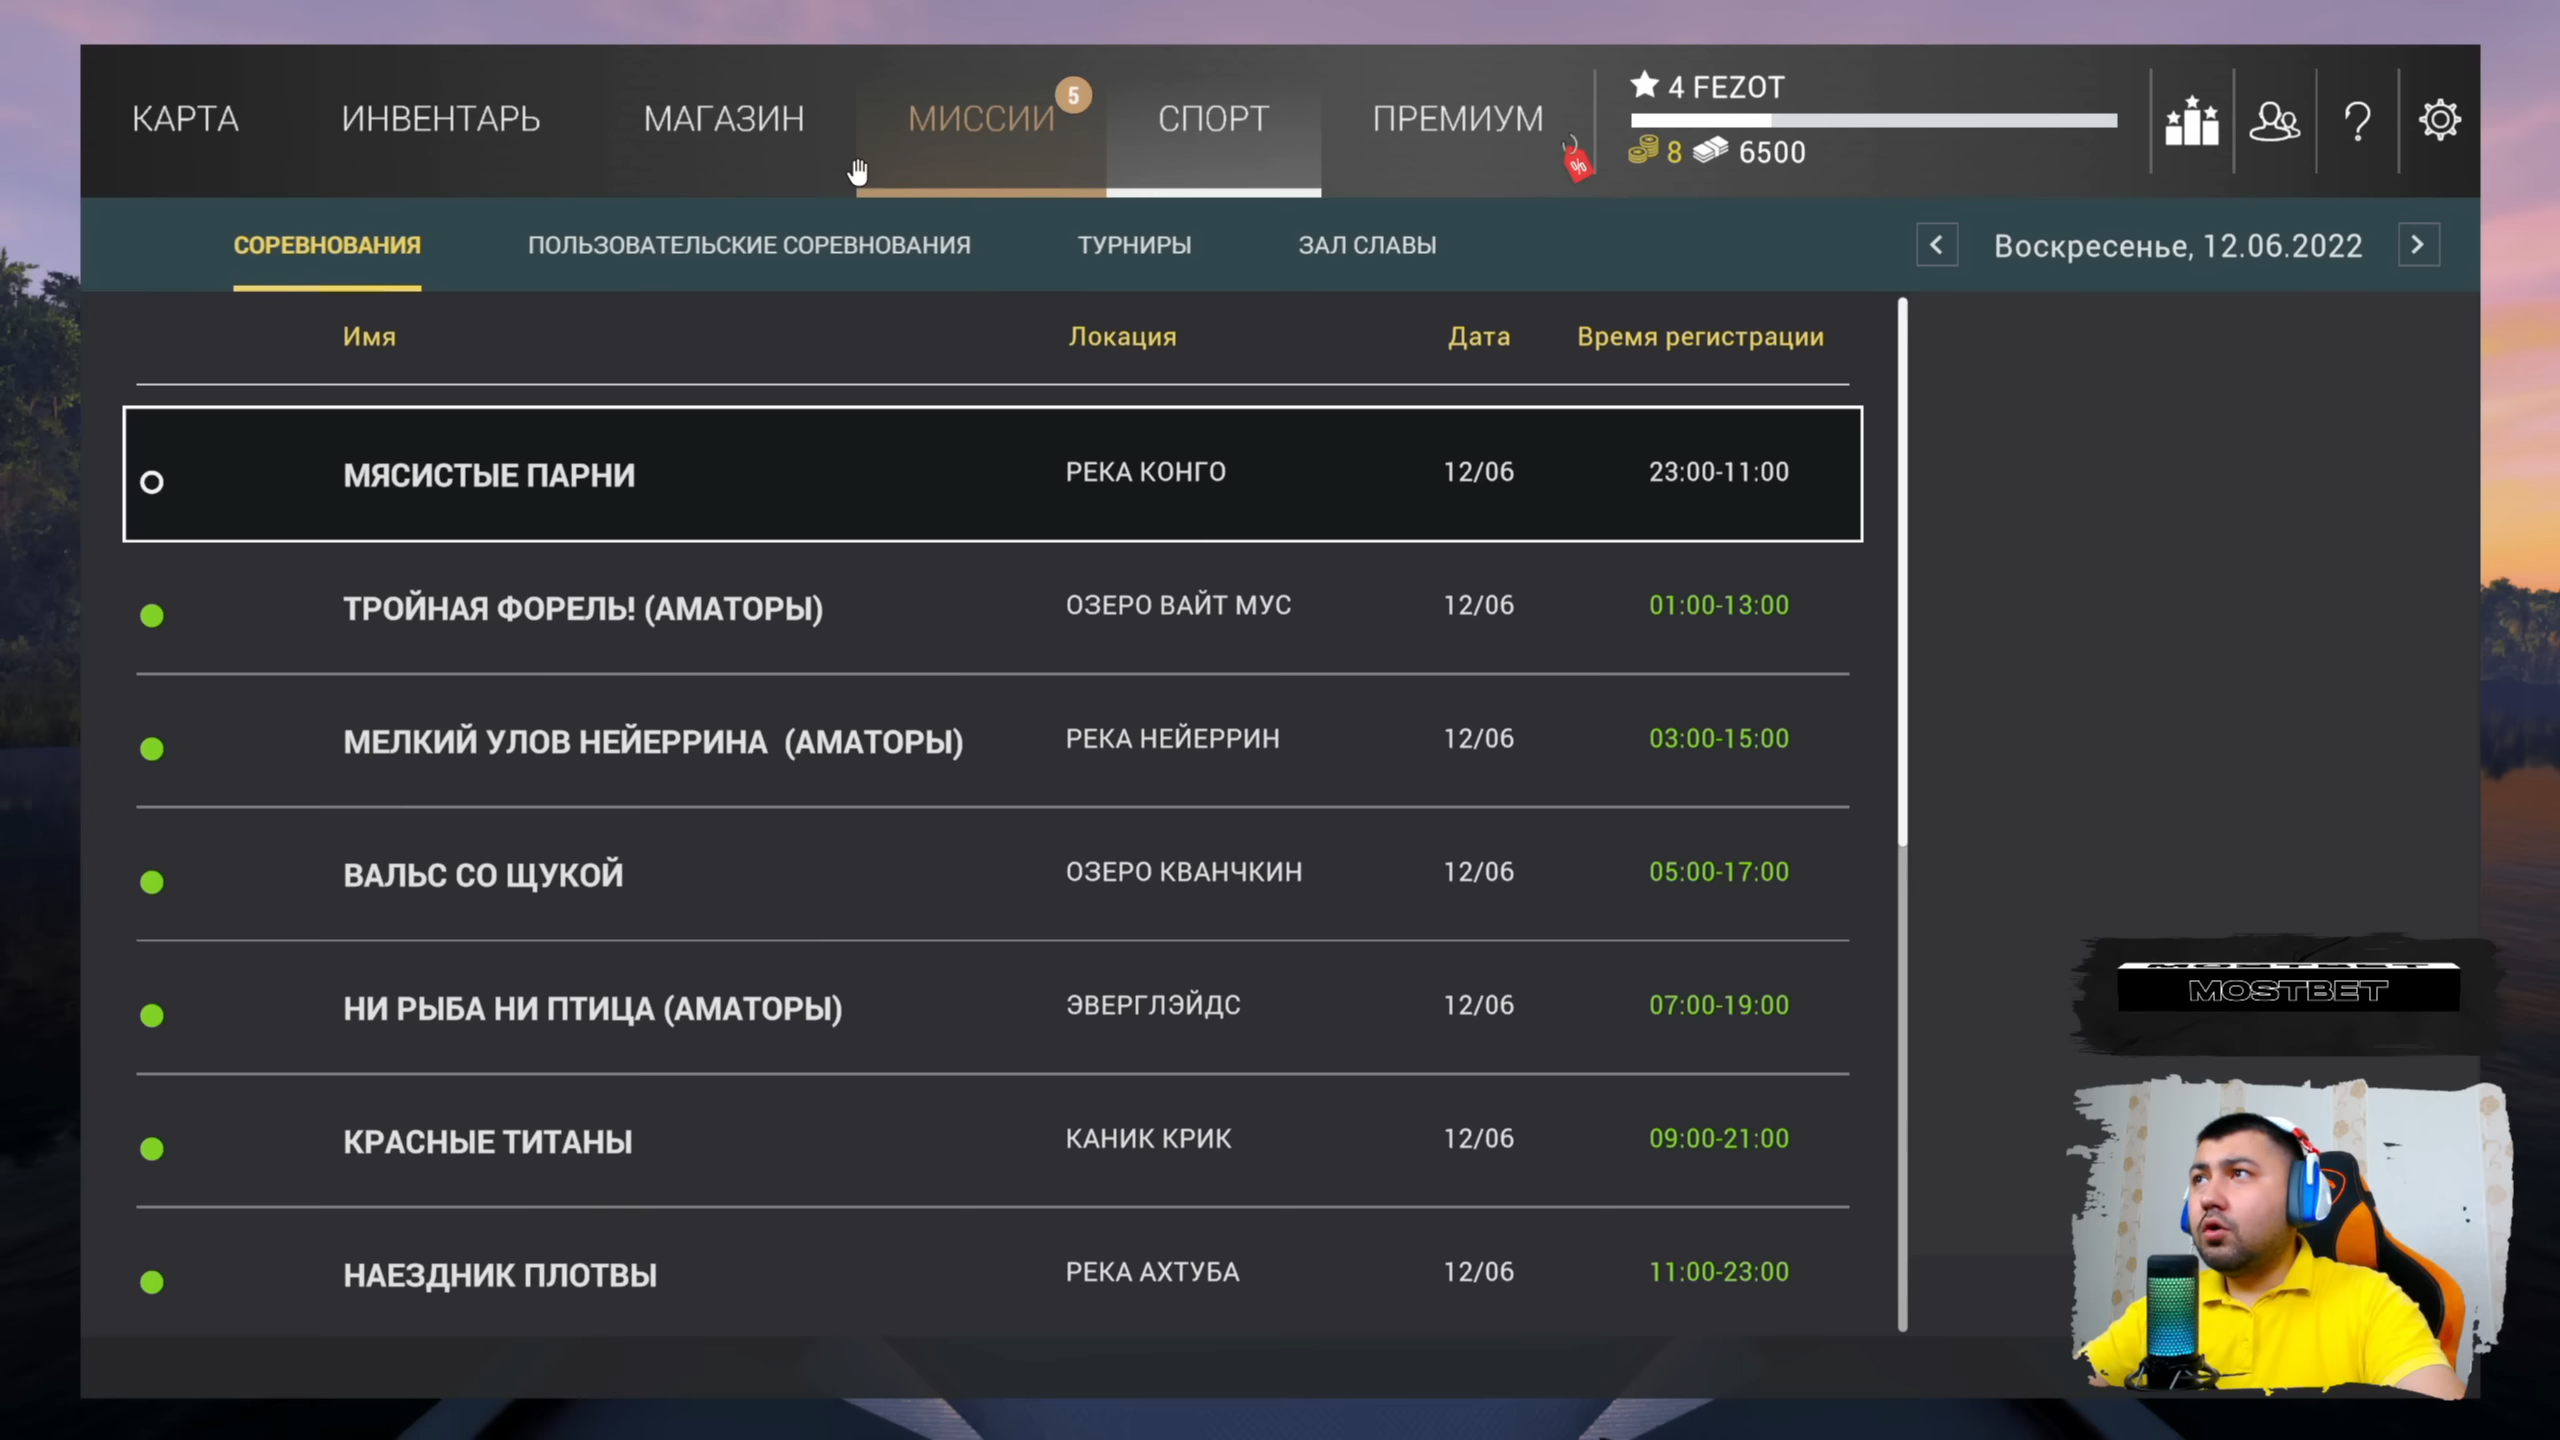 КАРТА
ИНВЕНТАРЬ
МАГАЗИН
МИССИИ
5
СПОРТ
ПРЕМИУМ
%
4 FEZOT
8 6500
?
СОРЕВНОВАНИЯ
ПОЛЬЗОВАТЕЛЬСКИЕ СОРЕВНОВАНИЯ
ТУРНИРЫ
ЗАЛ СЛАВЫ
Воскресенье, 12.06.2022
Имя Локация Дата Время регистрации
МЯСИСТЫЕ ПАРНИ РЕКА КОНГО 12/06 23:00-11:00
ТРОЙНАЯ ФОРЕЛЬ! (АМАТОРЫ) ОЗЕРО ВАЙТ МУС 12/06 01:00-13:00
МЕЛКИЙ УЛОВ НЕЙЕРРИНА (АМАТОРЫ) РЕКА НЕЙЕРРИН 12/06 03:00-15:00
ВАЛЬС СО ЩУКОЙ ОЗЕРО КВАНЧКИН 12/06 05:00-17:00
НИ РЫБА НИ ПТИЦА (АМАТОРЫ) ЭВЕРГЛЭЙДС 12/06 07:00-19:00
КРАСНЫЕ ТИТАНЫ КАНИК КРИК 12/06 09:00-21:00
НАЕЗДНИК ПЛОТВЫ РЕКА АХТУБА 12/06 11:00-23:00
MOSTBET
MOSTBET